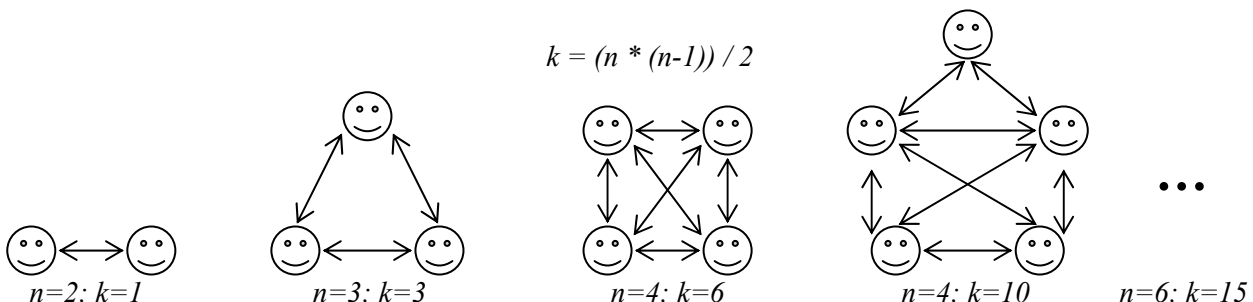 k = (n * (n-1)) / 2
n=2; k=1
n=3; k=3
n=4; k=6
n=4; k=10
n=6; k=15